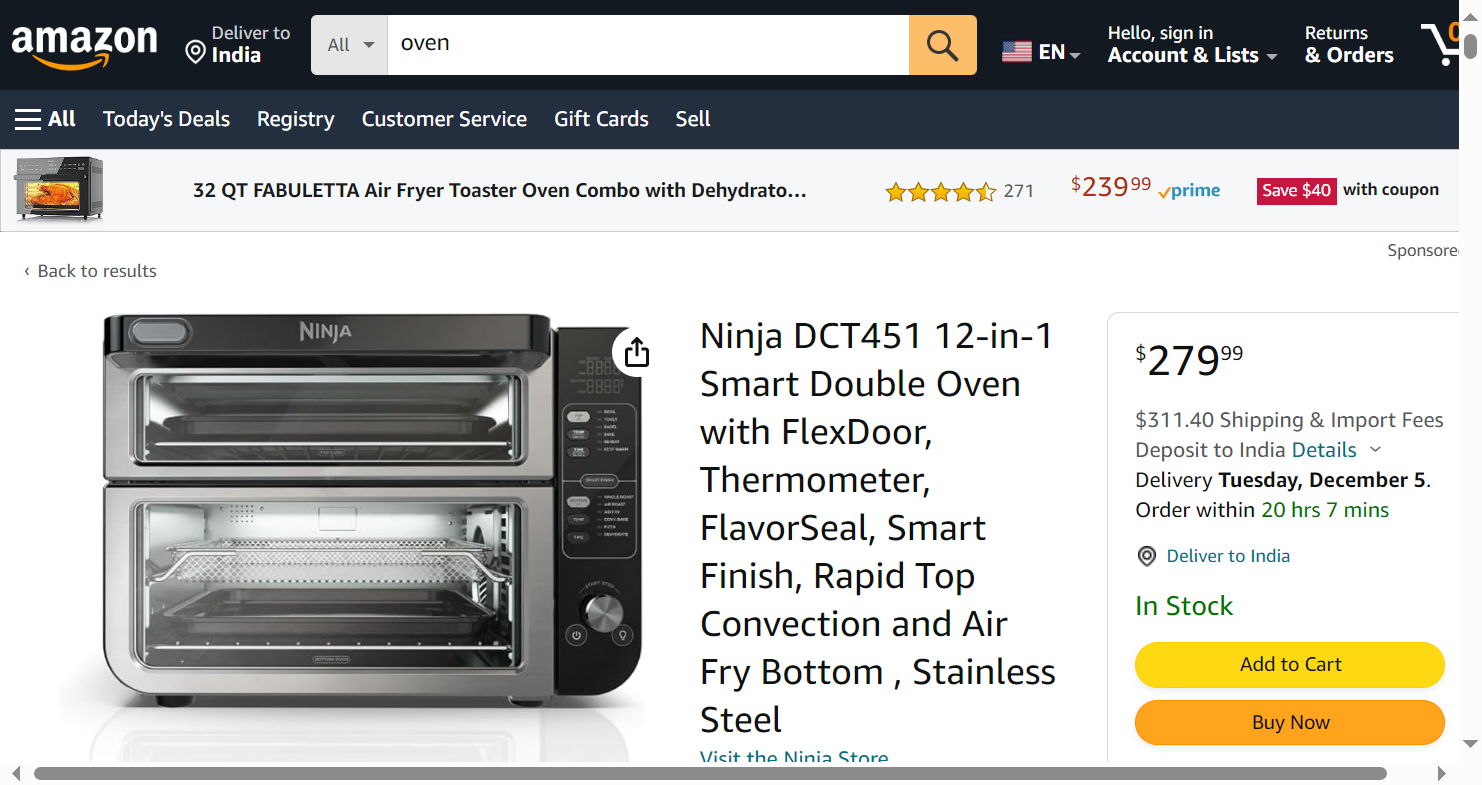 amazon
Deliver to
India
All
oven
EN
Hello, sign in
Account & Lists
Returns
& Orders
0
All
Today's Deals
Registry
Customer Service
Gift Cards
Sell
32 QT FABULETTA Air Fryer Toaster Oven Combo with Dehydrato...
271
$239 99
prime
Save $40
with coupon
Sponsore
‹ Back to results
NINJA
Ninja DCT451 12-in-1
Smart Double Oven
with FlexDoor,
Thermometer,
FlavorSeal, Smart
Finish, Rapid Top
Convection and Air
Fry Bottom , Stainless
Steel
Visit the Ninja Store
$279 99
$311.40 Shipping & Import Fees
Deposit to India Details
Delivery Tuesday, December 5.
Order within 20 hrs 7 mins
Deliver to India
In Stock
Add to Cart
Buy Now